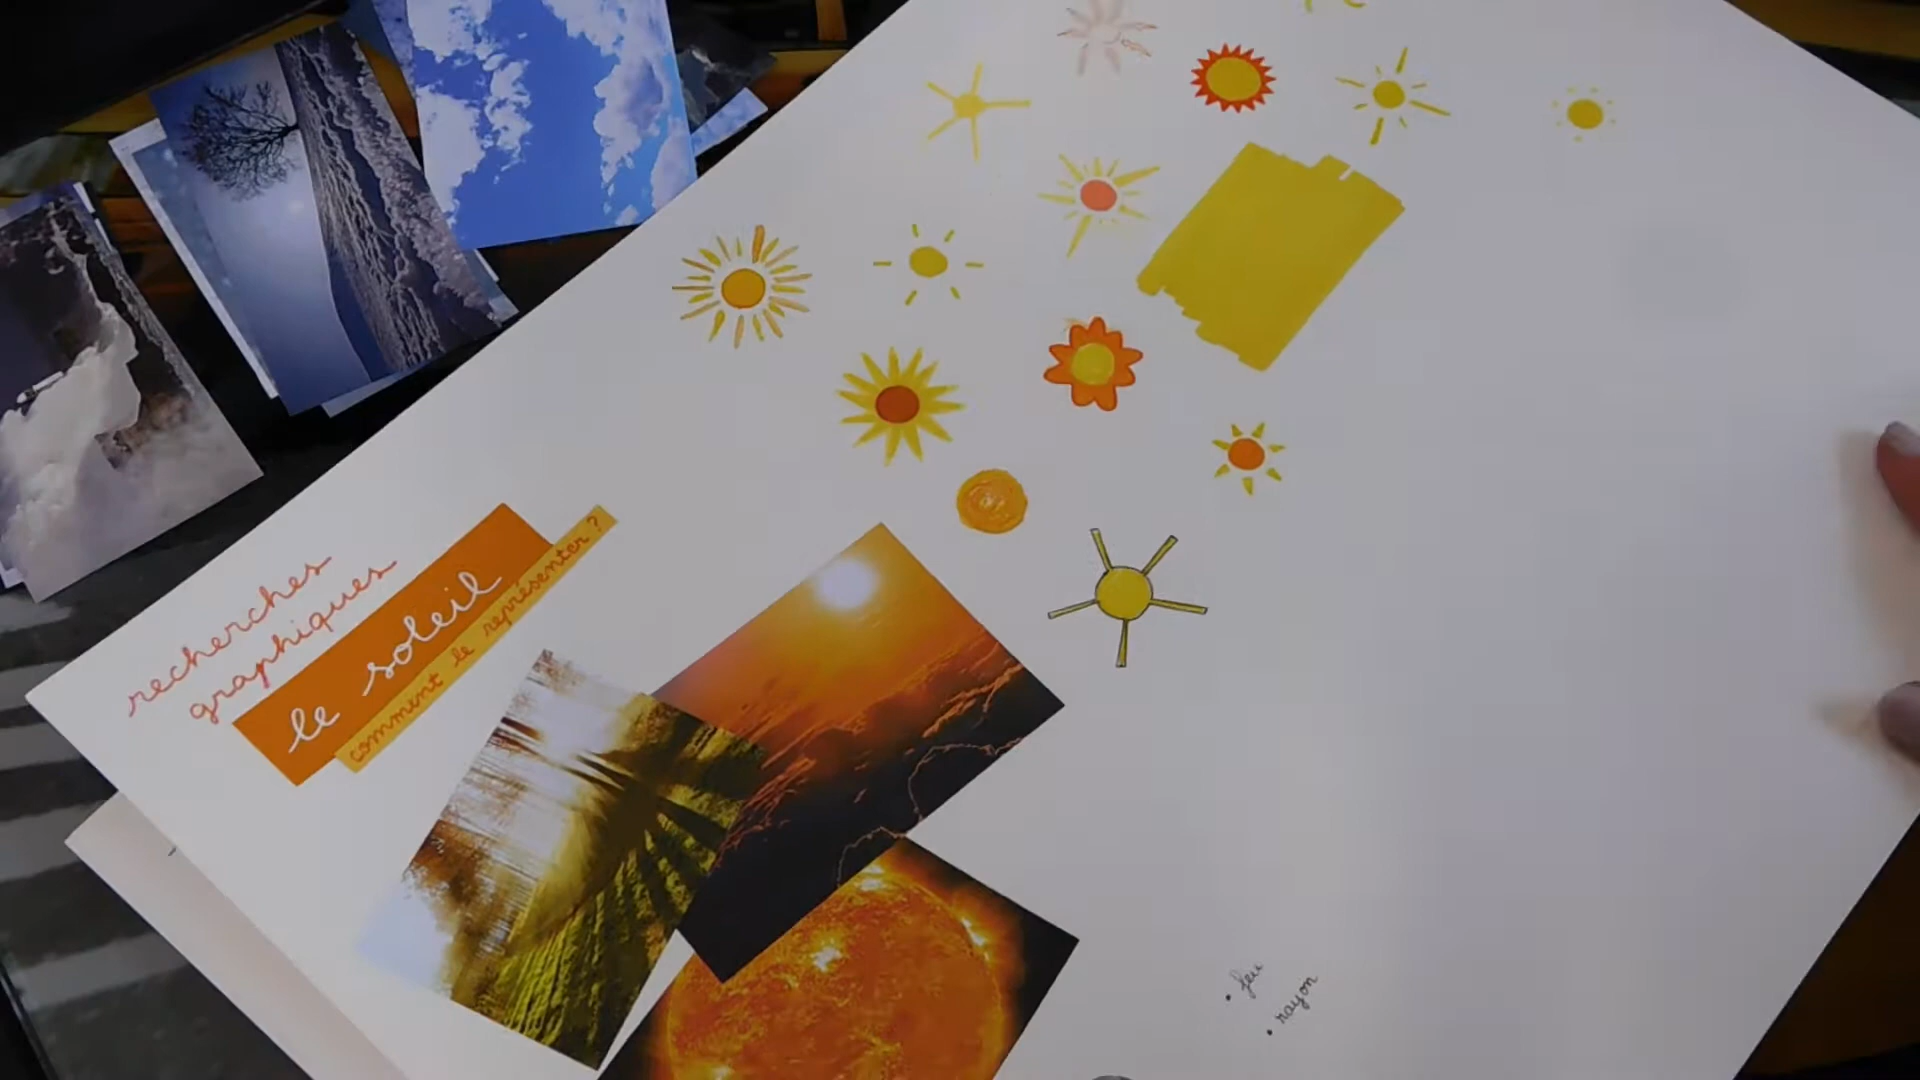 recherches
graphiques
le soleil
comment le représenter ?
• feu
• rayon